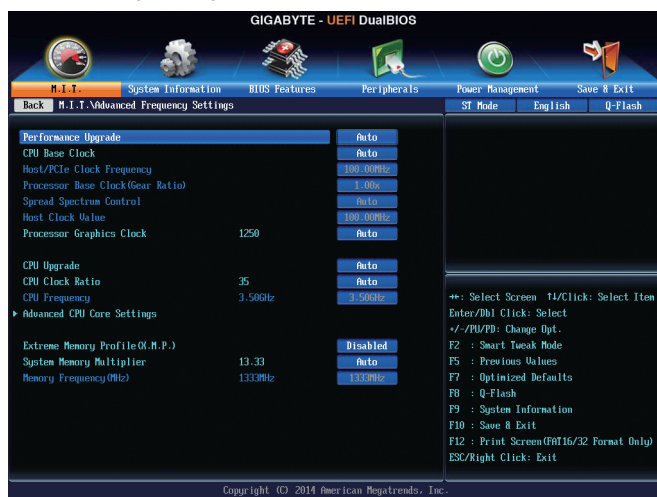 GIGABYTE - UEFI DualBIOS
M.I.T. System Information BIOS Features Peripherals Power Management Save & Exit
Back M.I.T.\Advanced Frequency Settings ST Mode English Q-Flash
Performance Upgrade Auto
CPU Base Clock Auto
Host/PCIe Clock Frequency 100.00MHz
Processor Base Clock(Gear Ratio) 1.00x
Spread Spectrum Control Auto
Host Clock Value 100.00MHz
Processor Graphics Clock 1250 Auto
CPU Upgrade Auto
CPU Clock Ratio 35 Auto
CPU Frequency 3.50GHz 3.50GHz
Advanced CPU Core Settings
Extreme Memory Profile(X.M.P.) Disabled
System Memory Multiplier 13.33 Auto
Memory Frequency(MHz) 1333MHz 1333MHz
→←: Select Screen ↑↓/Click: Select Item
Enter/Dbl Click: Select
+/-/PU/PD: Change Opt.
F2 : Smart Tweak Mode
F5 : Previous Values
F7 : Optimized Defaults
F8 : Q-Flash
F9 : System Information
F10 : Save & Exit
F12 : Print Screen(FAT16/32 Format Only)
ESC/Right Click: Exit
Copyright (C) 2014 American Megatrends, Inc.